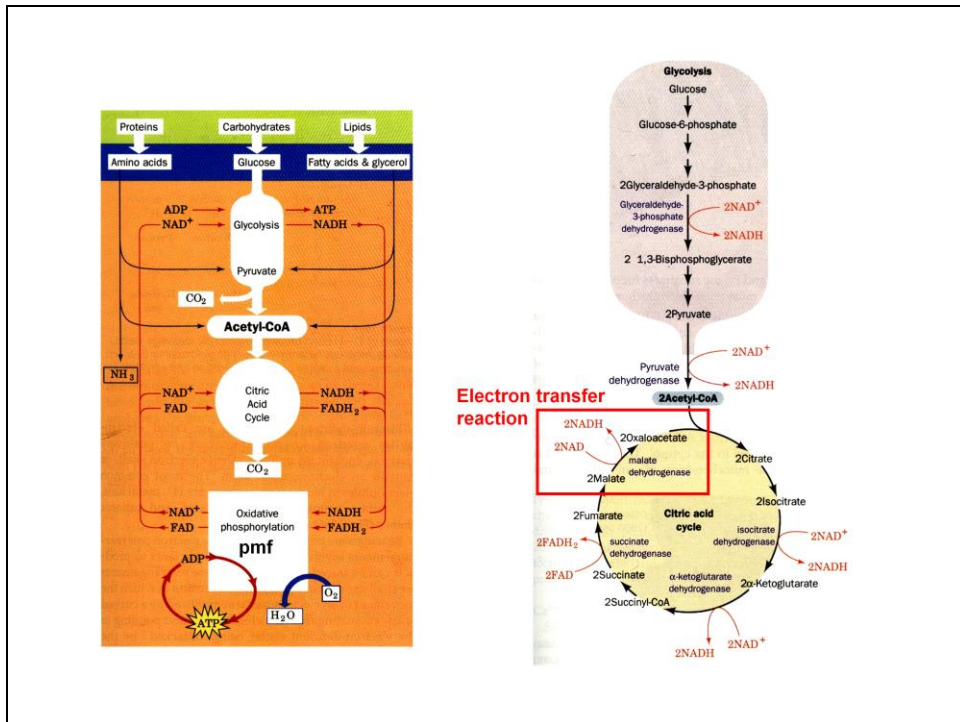 Proteins
Carbohydrates
Lipids
Amino acids
Glucose
Fatty acids & glycerol
ADP
ATP
NAD⁺
Glycolysis
NADH
Pyruvate
CO₂
Acetyl-CoA
NH₃
NAD⁺
Citric
NADH
FAD
Acid
FADH₂
Cycle
CO₂
NAD⁺
Oxidative
NADH
FAD
phosphorylation
FADH₂
pmf
ADP
O₂
H₂O
ATP
Glycolysis
Glucose
Glucose-6-phosphate
2Glyceraldehyde-3-phosphate
Glyceraldehyde-
3-phosphate
dehydrogenase
2NAD⁺
2NADH
2 1,3-Bisphosphoglycerate
2Pyruvate
Pyruvate
dehydrogenase
2NAD⁺
2NADH
2Acetyl-CoA
Electron transfer
reaction
2NADH
2NAD
2Oxaloacetate
malate
dehydrogenase
2Malate
2Citrate
2Isocitrate
2Fumarate
Citric acid
cycle
isocitrate
dehydrogenase
2NAD⁺
2NADH
2FADH₂
2FAD
succinate
dehydrogenase
α-ketoglutarate
dehydrogenase
2α-Ketoglutarate
2Succinate
2Succinyl-CoA
2NADH
2NAD⁺